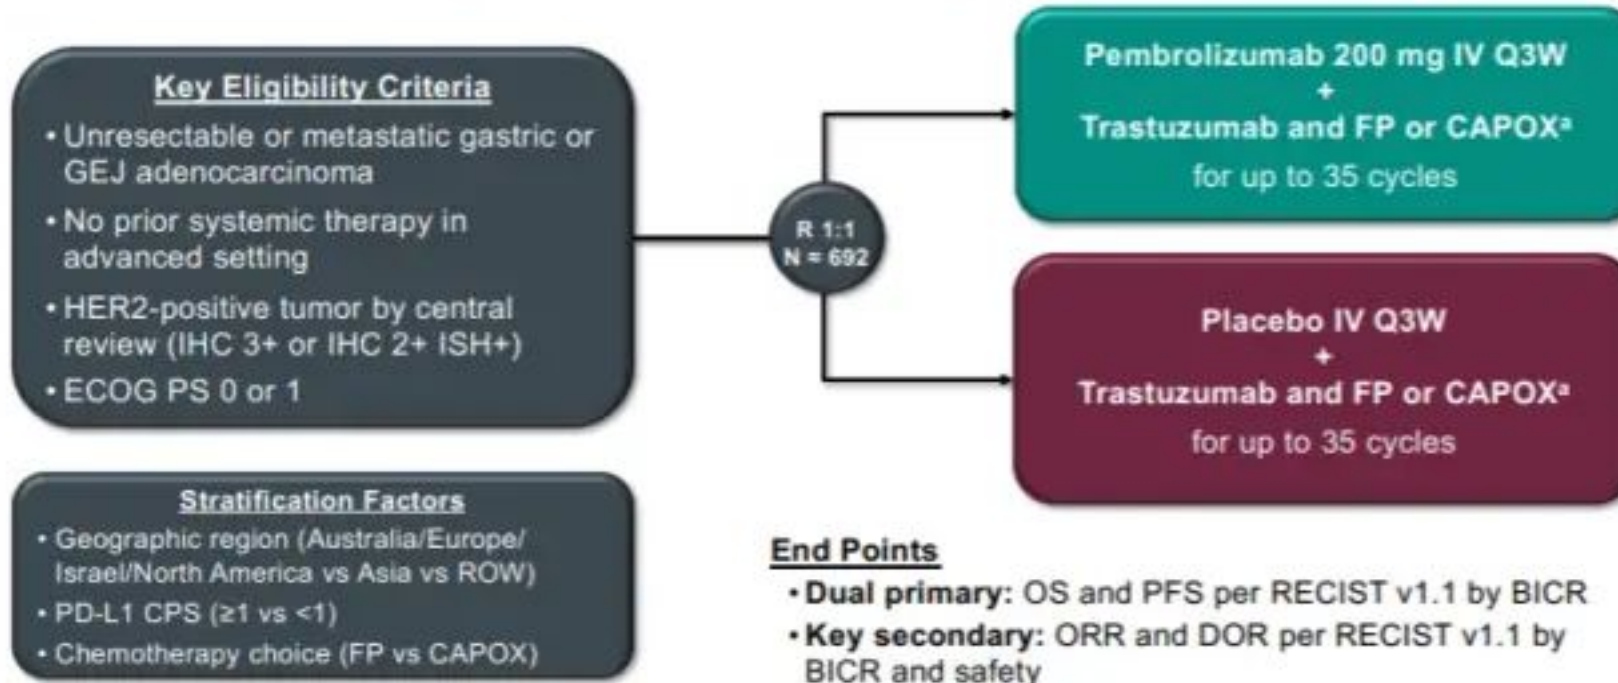 Key Eligibility Criteria
• Unresectable or metastatic gastric or
GEJ adenocarcinoma
• No prior systemic therapy in
advanced setting
• HER2-positive tumor by central
review (IHC 3+ or IHC 2+ ISH+)
• ECOG PS 0 or 1
Stratification Factors
• Geographic region (Australia/Europe/
Israel/North America vs Asia vs ROW)
• PD-L1 CPS (≥1 vs <1)
• Chemotherapy choice (FP vs CAPOX)
R 1:1
N = 692
Pembrolizumab 200 mg IV Q3W
+
Trastuzumab and FP or CAPOXᵃ
for up to 35 cycles
Placebo IV Q3W
+
Trastuzumab and FP or CAPOXᵃ
for up to 35 cycles
End Points
• Dual primary: OS and PFS per RECIST v1.1 by BICR
• Key secondary: ORR and DOR per RECIST v1.1 by
BICR and safety